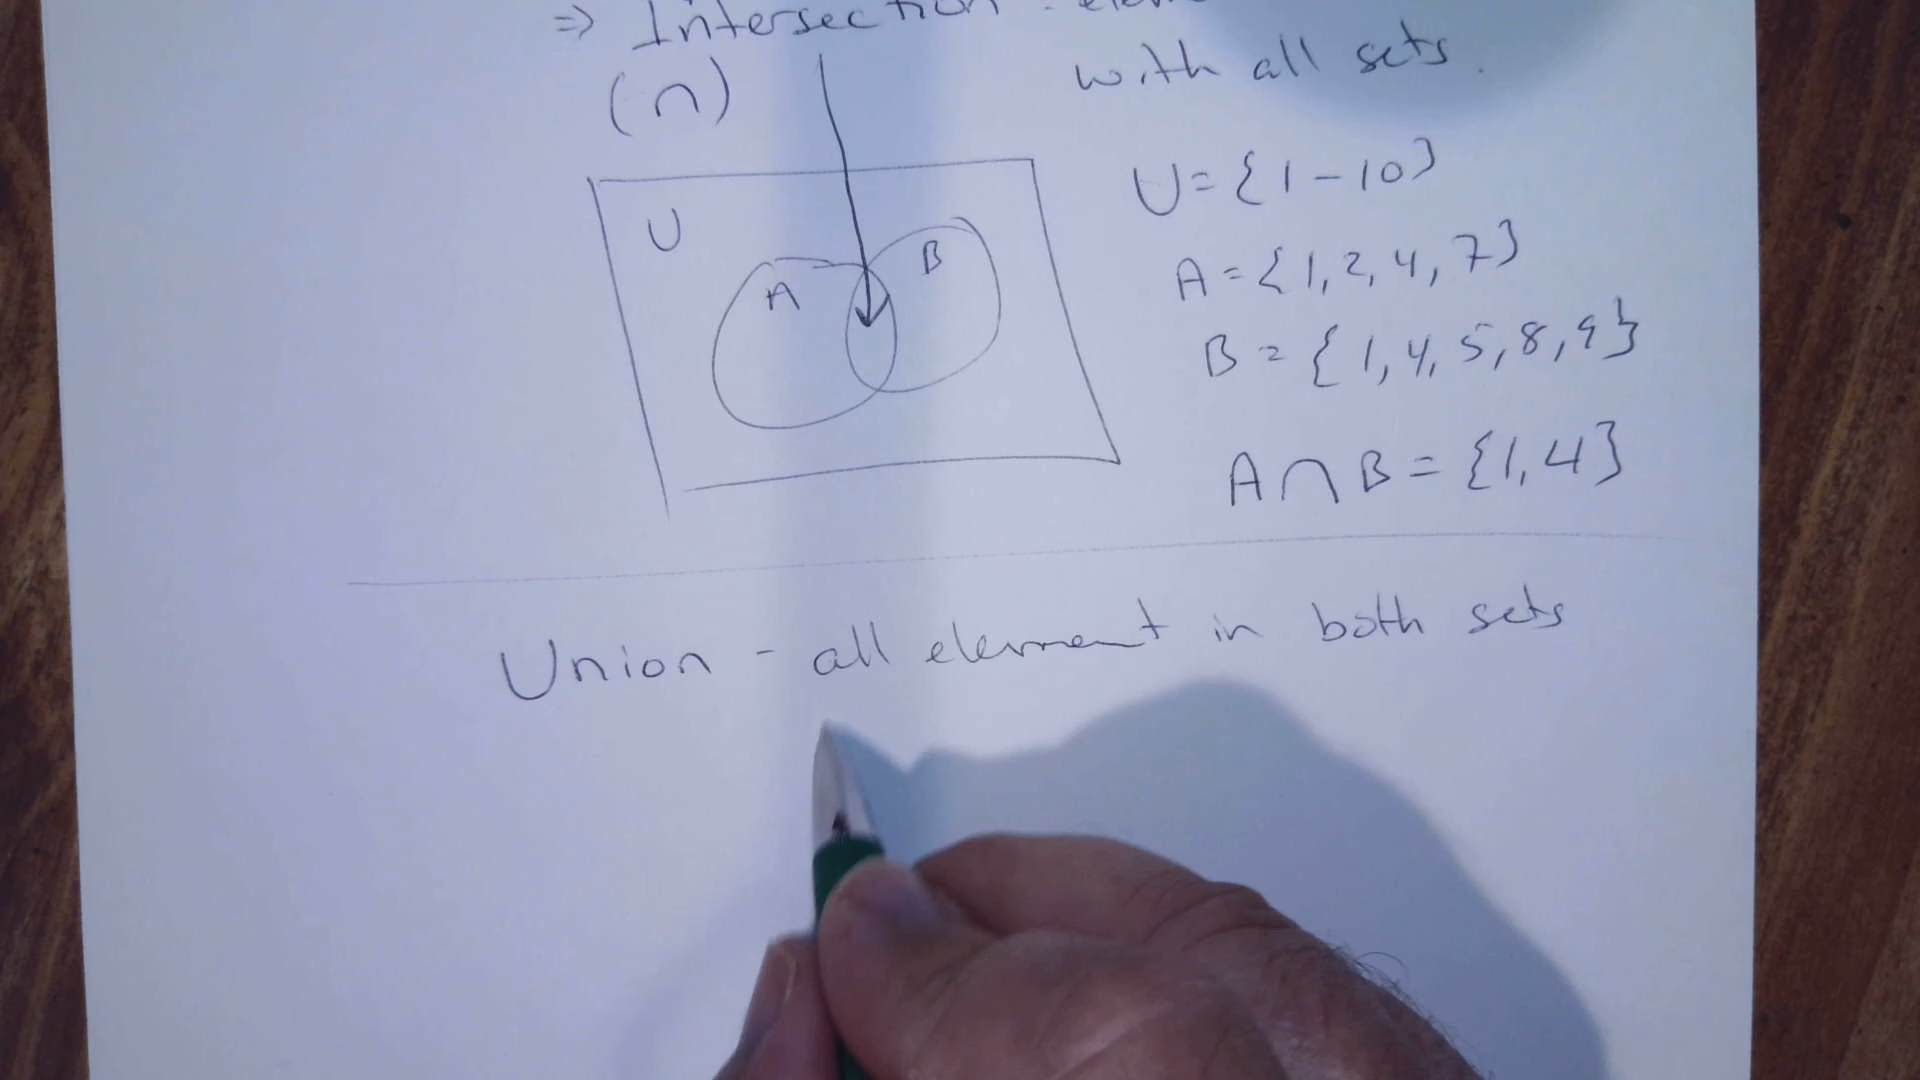 ⇒ Intersection -
with all sets.
(∩)
U
A
B
U = {1 - 10}
A = {1, 2, 4, 7}
B = {1, 4, 5, 8, 9}
A ∩ B = {1, 4}
Union - all element in both sets